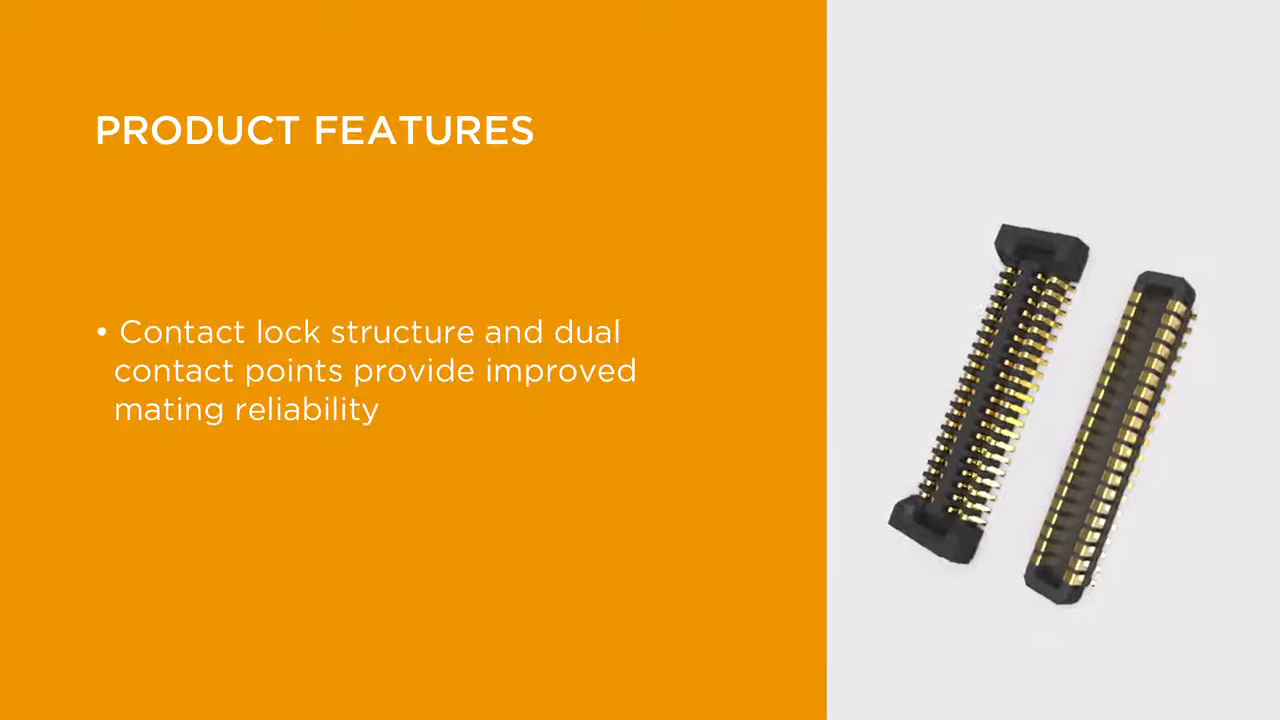 PRODUCT FEATURES
• Contact lock structure and dual
contact points provide improved
mating reliability